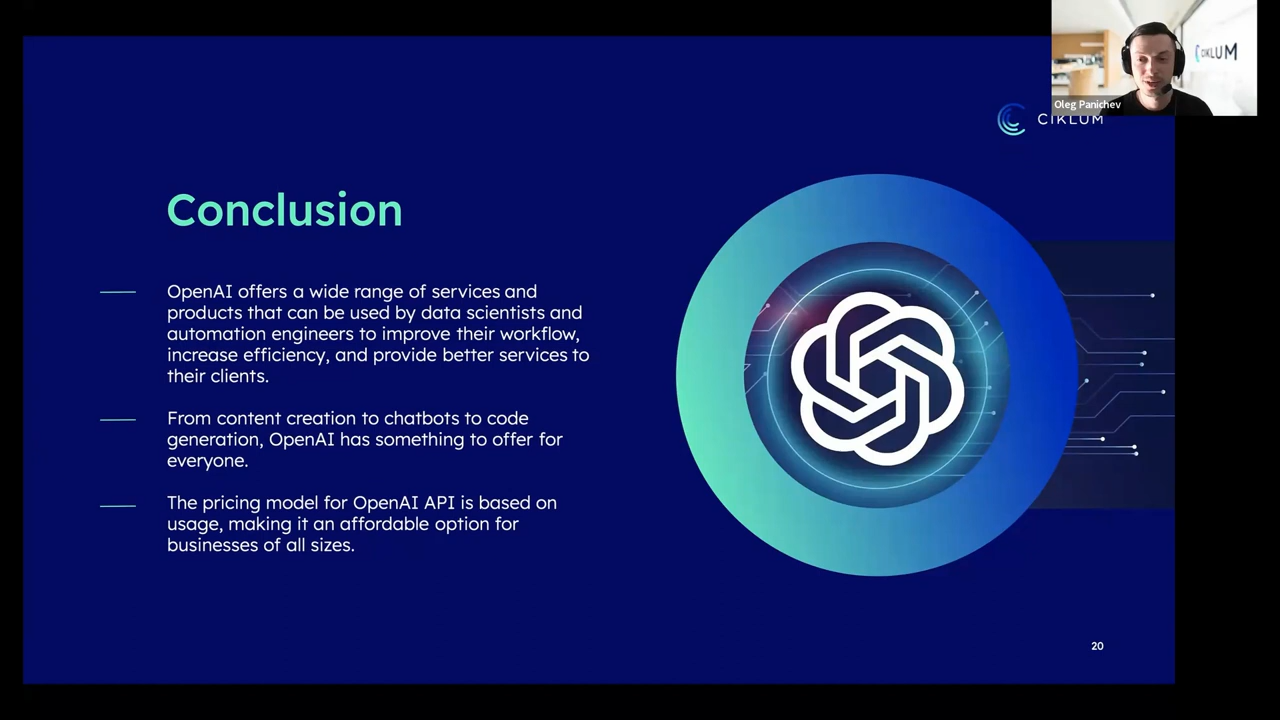 CIKLUM
Oleg Panichev
CIKLUM
Conclusion
OpenAI offers a wide range of services and
products that can be used by data scientists and
automation engineers to improve their workflow,
increase efficiency, and provide better services to
their clients.
From content creation to chatbots to code
generation, OpenAI has something to offer for
everyone.
The pricing model for OpenAI API is based on
usage, making it an affordable option for
businesses of all sizes.
20